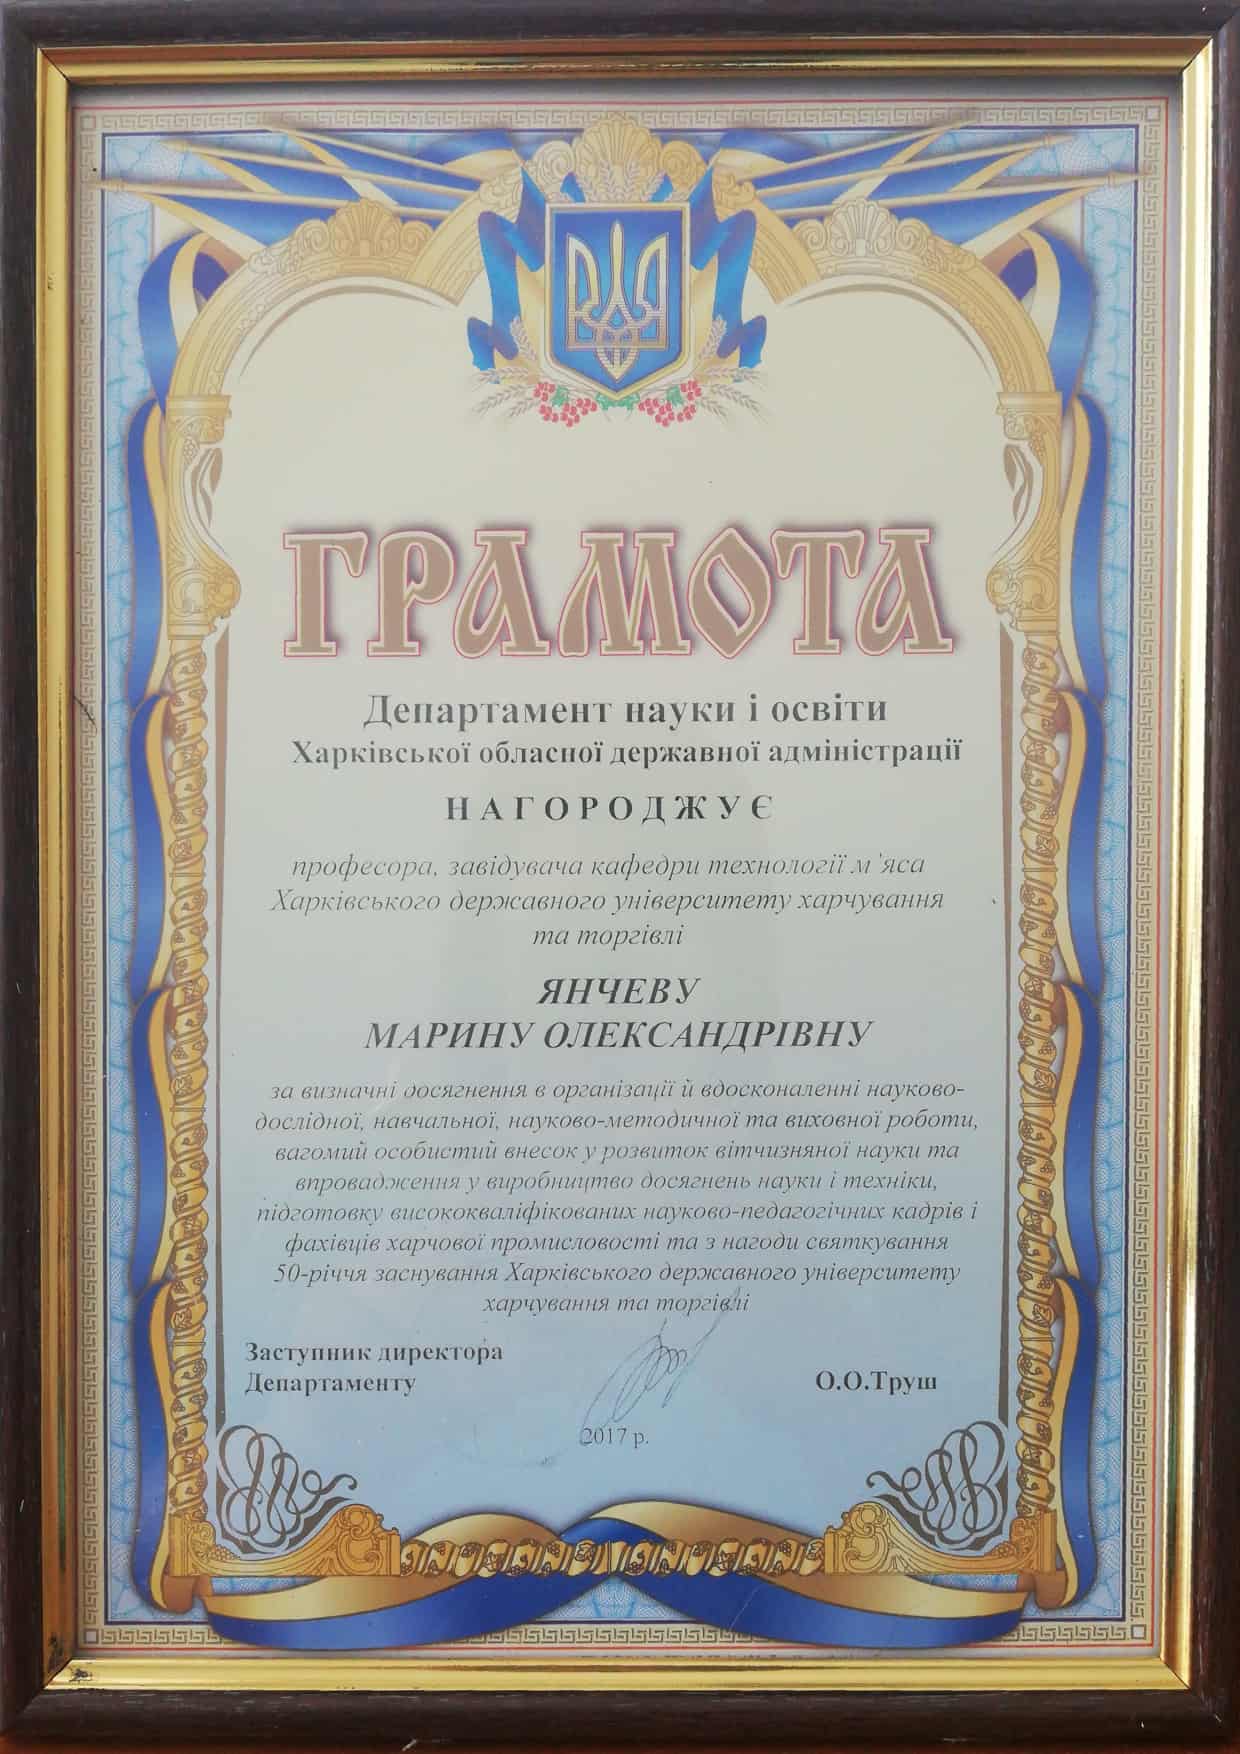 ГРАМОТА
Департамент науки і освіти
Харківської обласної державної адміністрації
НАГОРОДЖУЄ
професора, завідувача кафедри технології м'яса
Харківського державного університету харчування
та торгівлі
ЯНЧЕВУ
МАРИНУ ОЛЕКСАНДРІВНУ
за визначні досягнення в організації й вдосконаленні науково-
дослідної, навчальної, науково-методичної та виховної роботи,
вагомий особистий внесок у розвиток вітчизняної науки та
впровадження у виробництво досягнень науки і техніки,
підготовку висококваліфікованих науково-педагогічних кадрів і
фахівців харчової промисловості та з нагоди святкування
50-річчя заснування Харківського державного університету
харчування та торгівлі
Заступник директора
Департаменту
О.О.Труш
2017 р.